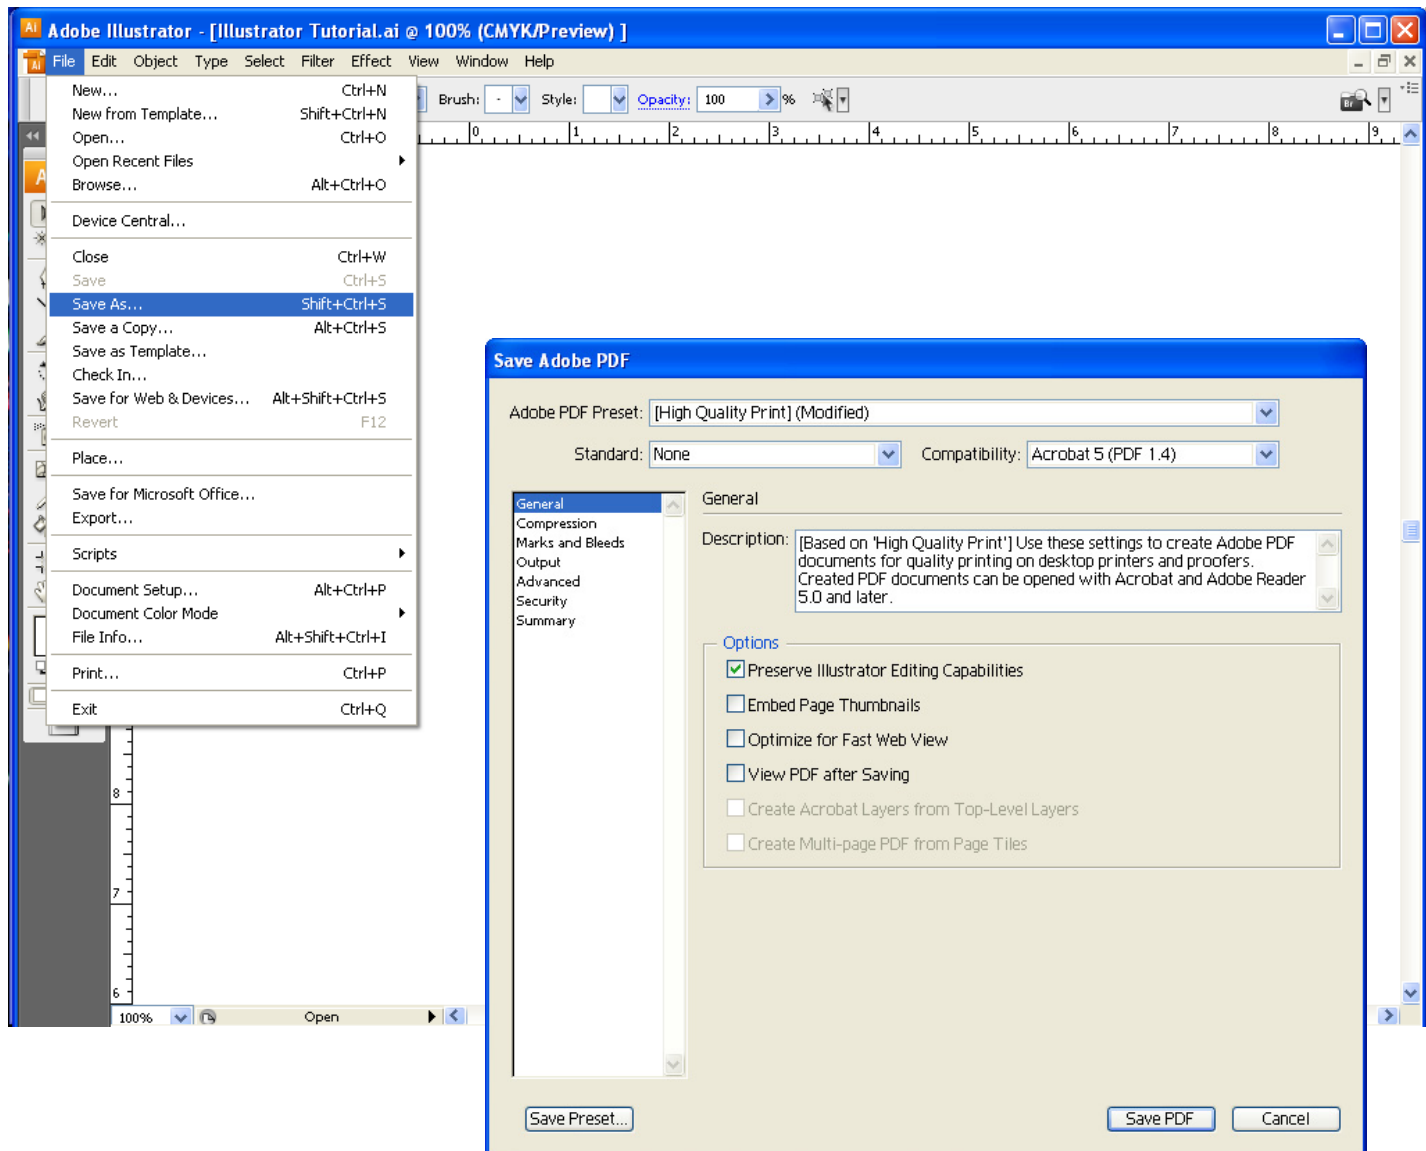 Ai Adobe Illustrator - [Illustrator Tutorial.ai @ 100% (CMYK/Preview) ]
Ai File Edit Object Type Select Filter Effect View Window Help
Brush: Style: Opacity: 100 % Br
New... Ctrl+N
New from Template... Shift+Ctrl+N
Open... Ctrl+O
Open Recent Files
Browse... Alt+Ctrl+O
Device Central...
Close Ctrl+W
Save Ctrl+S
Save As... Shift+Ctrl+S
Save a Copy... Alt+Ctrl+S
Save as Template...
Check In...
Save for Web & Devices... Alt+Shift+Ctrl+S
Revert F12
Place...
Save for Microsoft Office...
Export...
Scripts
Document Setup... Alt+Ctrl+P
Document Color Mode
File Info... Alt+Shift+Ctrl+I
Print... Ctrl+P
Exit Ctrl+Q
0 1 2 3 4 5 6 7 8 9
8
7
6
100% Open
Save Adobe PDF
Adobe PDF Preset: [High Quality Print] (Modified)
Standard: None Compatibility: Acrobat 5 (PDF 1.4)
General
Compression
Marks and Bleeds
Output
Advanced
Security
Summary
General
Description: [Based on 'High Quality Print'] Use these settings to create Adobe PDF
documents for quality printing on desktop printers and proofers.
Created PDF documents can be opened with Acrobat and Adobe Reader
5.0 and later.
Options
Preserve Illustrator Editing Capabilities
Embed Page Thumbnails
Optimize for Fast Web View
View PDF after Saving
Create Acrobat Layers from Top-Level Layers
Create Multi-page PDF from Page Tiles
Save Preset... Save PDF Cancel